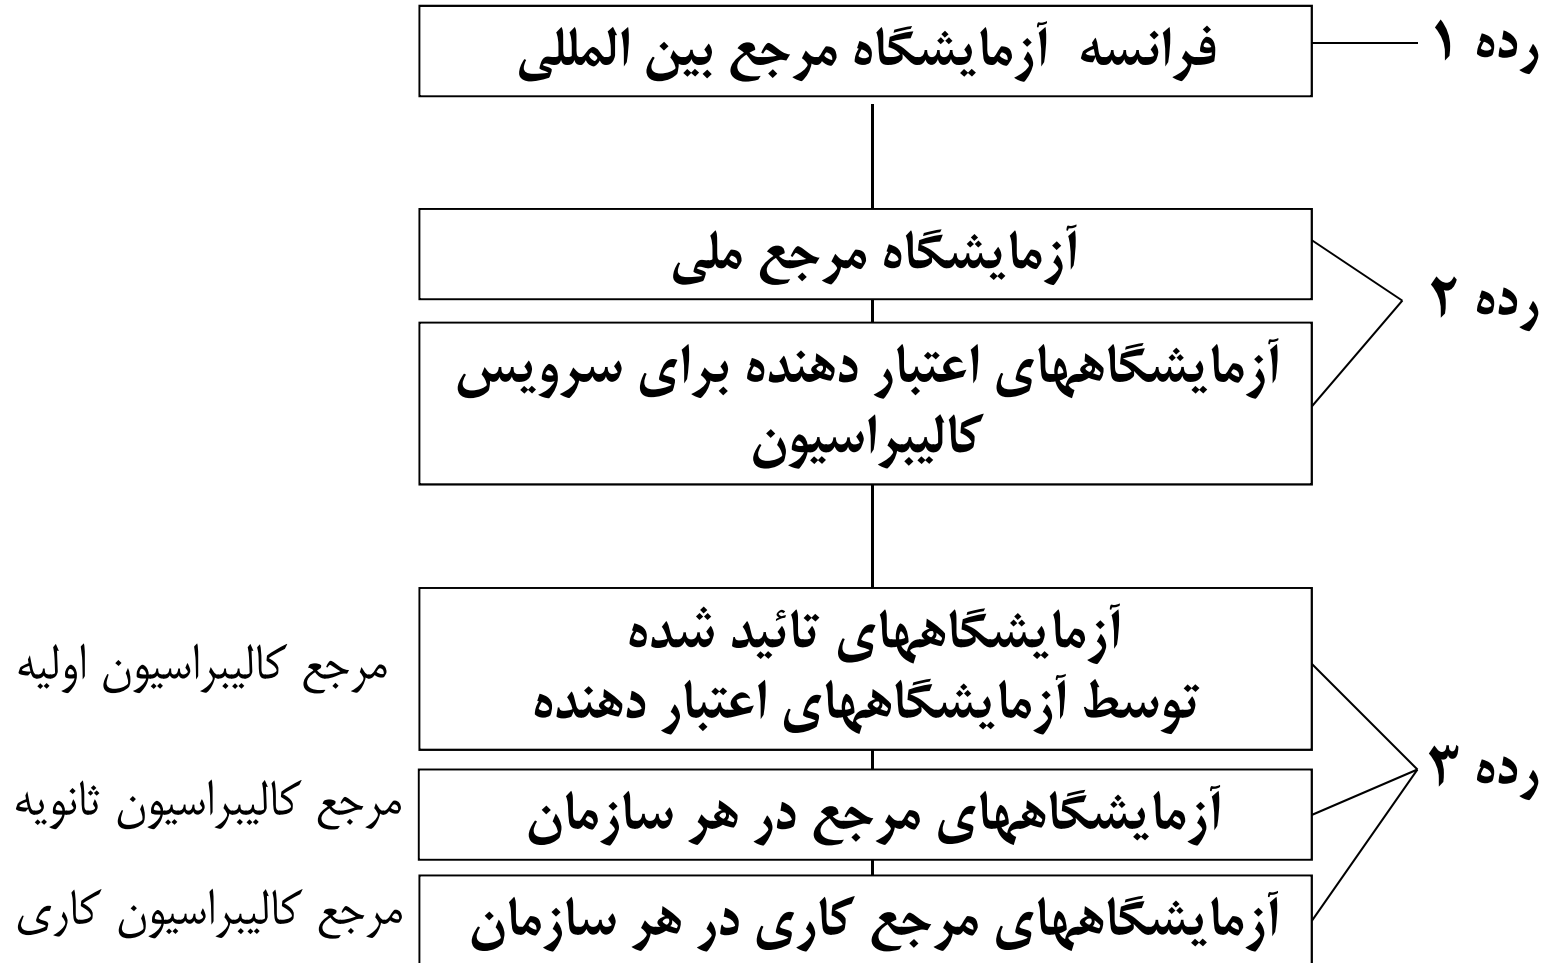 رده ۱
فرانسه آزمایشگاه مرجع بین المللی
رده ۲
آزمایشگاه مرجع ملی
آزمایشگاههای اعتبار دهنده برای سرویس
کالیبراسیون
رده ۳
آزمایشگاههای تائید شده
توسط آزمایشگاههای اعتبار دهنده
مرجع کالیبراسیون اولیه
آزمایشگاههای مرجع در هر سازمان
مرجع کالیبراسیون ثانویه
آزمایشگاههای مرجع کاری در هر سازمان
مرجع کالیبراسیون کاری